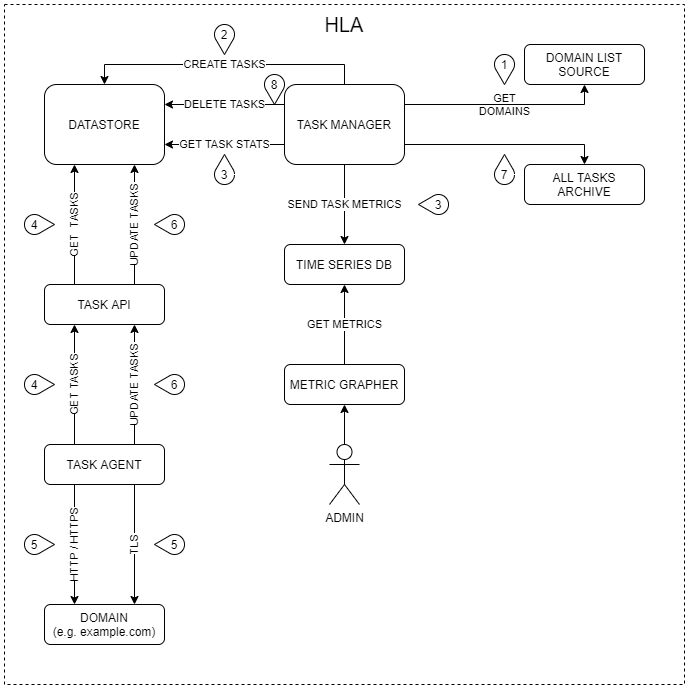 HLA
2
CREATE TASKS
1
DOMAIN LIST
SOURCE
8
DATASTORE
DELETE TASKS
TASK MANAGER
GET
DOMAINS
GET TASK STATS
3
7
ALL TASKS
ARCHIVE
4
GET TASKS
UPDATE TASKS
6
SEND TASK METRICS
3
TIME SERIES DB
TASK API
GET METRICS
4
GET TASKS
UPDATE TASKS
6
METRIC GRAPHER
TASK AGENT
ADMIN
5
HTTP / HTTPS
TLS
5
DOMAIN
(e.g. example.com)